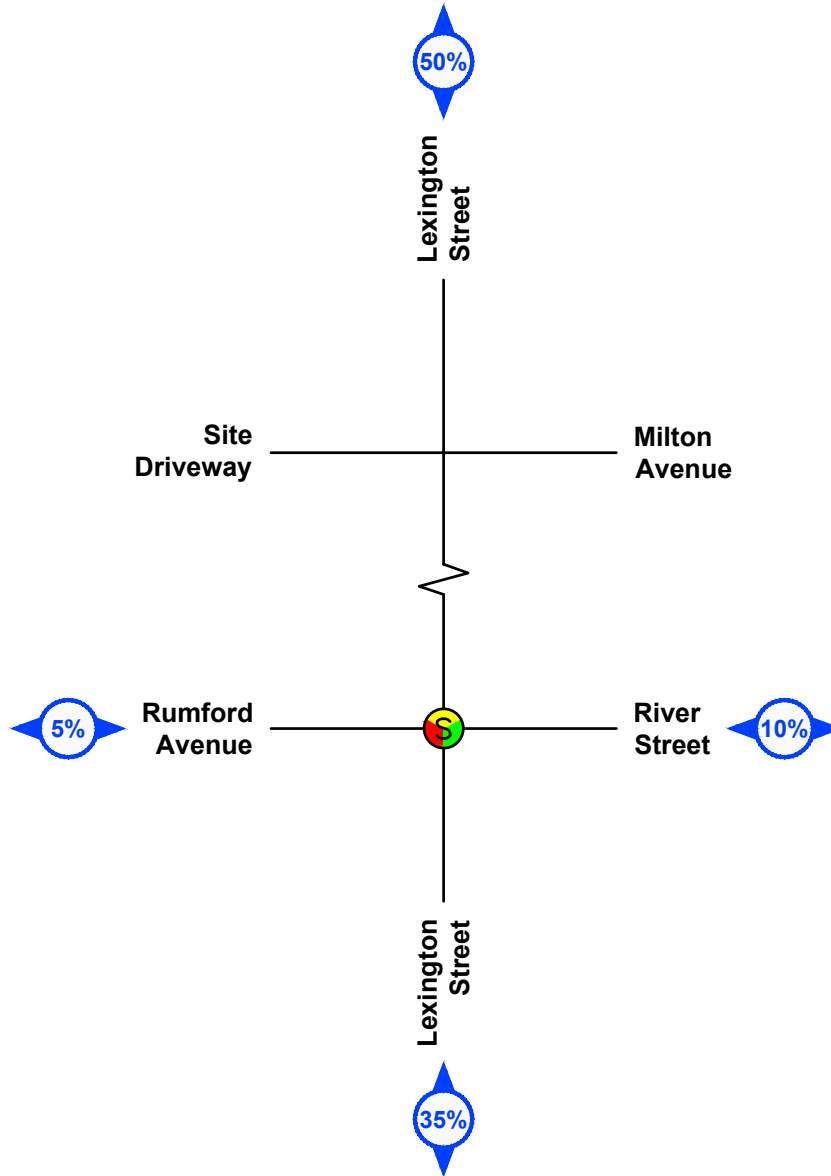 50%
Lexington
Street
Site
Driveway
Milton
Avenue
5%
Rumford
Avenue
S
River
Street
10%
Lexington
Street
35%